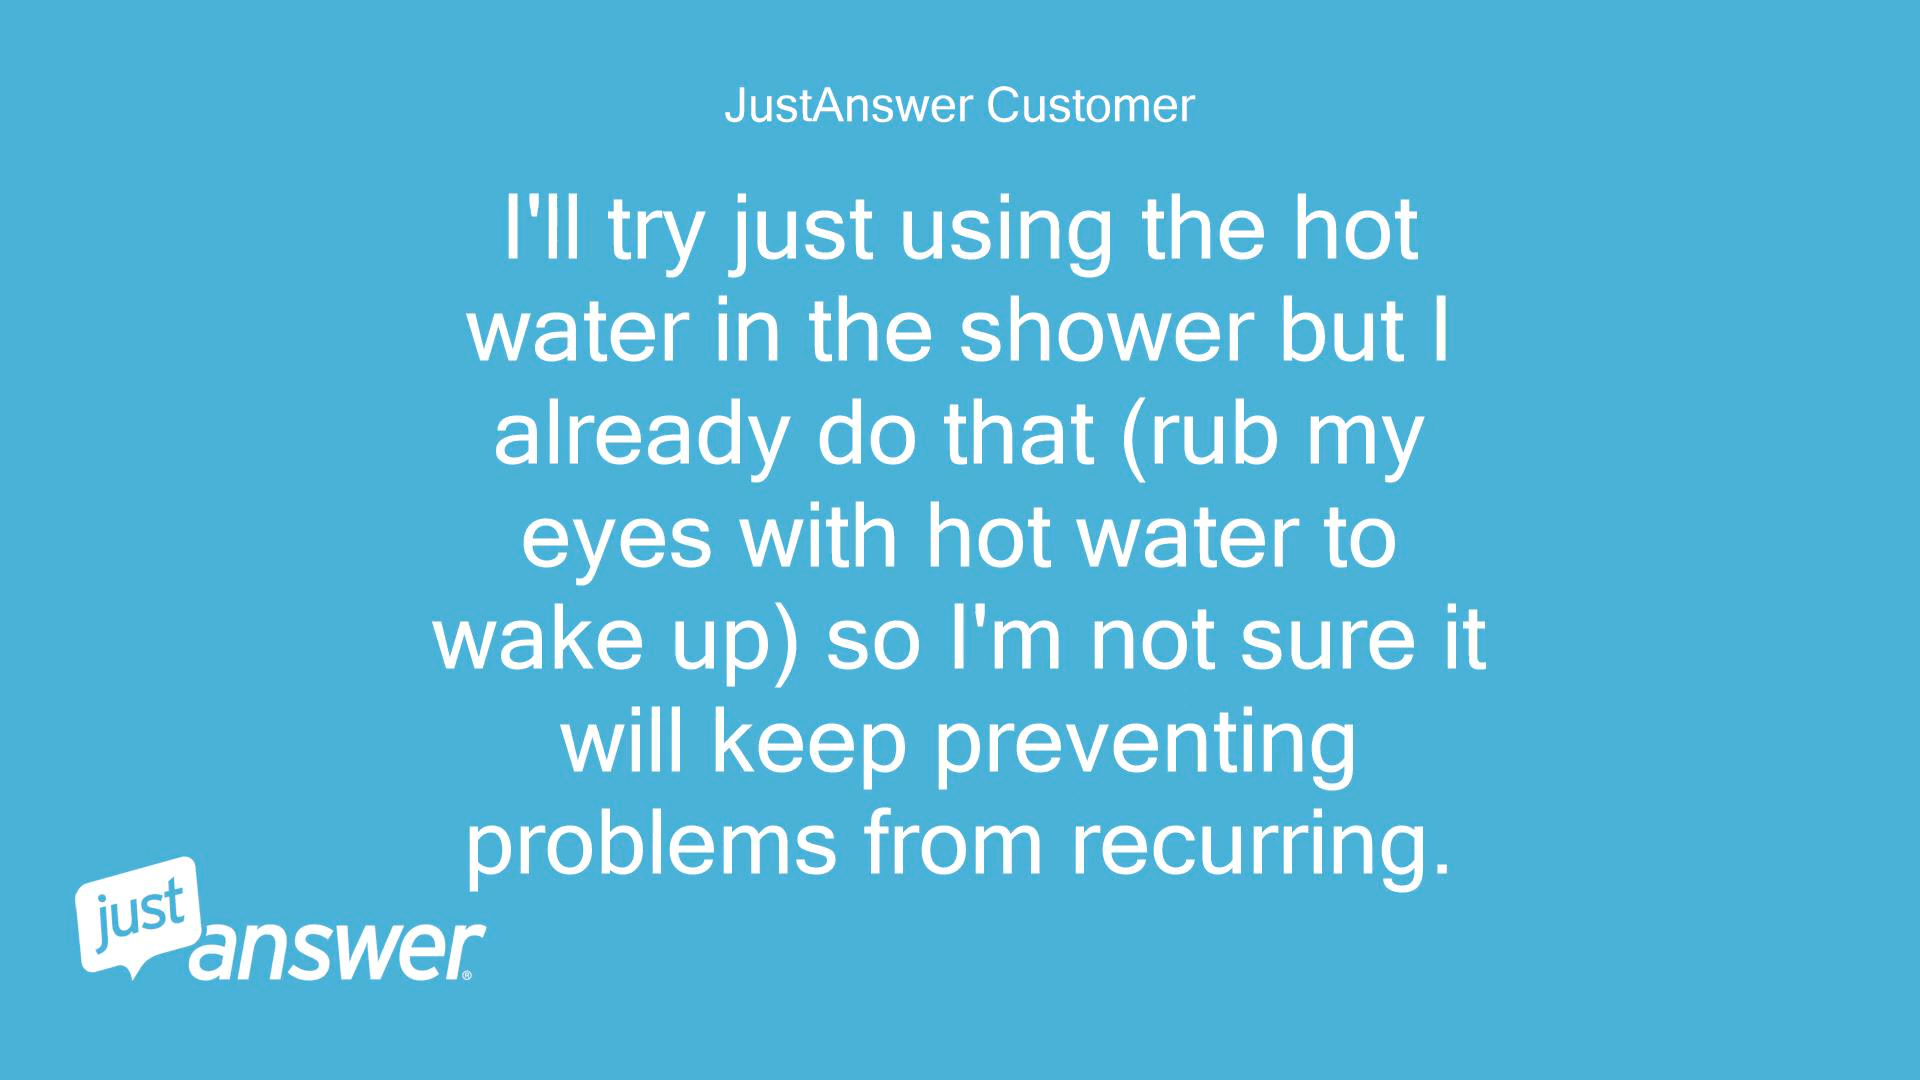 JustAnswer Customer
I'll try just using the hot
water in the shower but I
already do that (rub my
eyes with hot water to
wake up) so I'm not sure it
will keep preventing
problems from recurring.
just
answer®